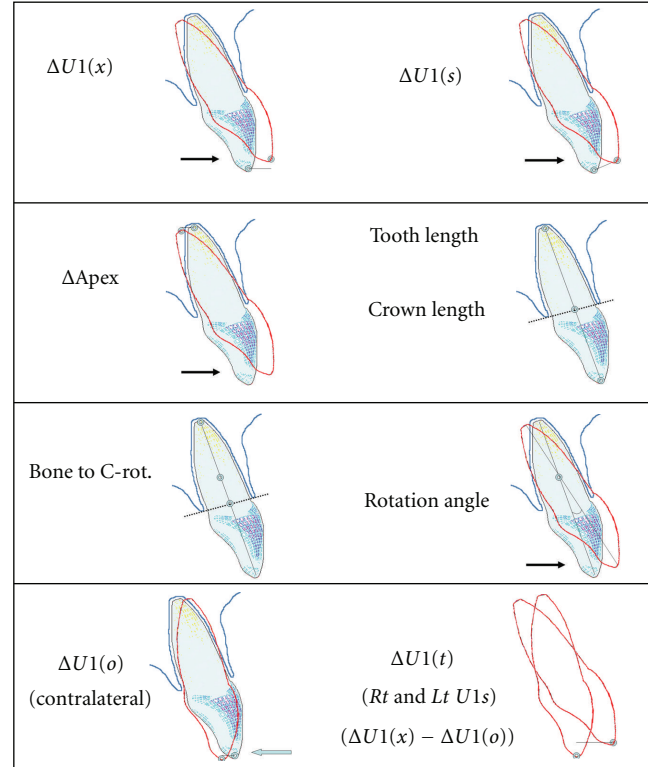 ΔU1(x)
ΔU1(s)
ΔApex
Tooth length
Crown length
Bone to C-rot.
Rotation angle
ΔU1(o)
(contralateral)
ΔU1(t)
(Rt and Lt U1s)
(ΔU1(x) − ΔU1(o))